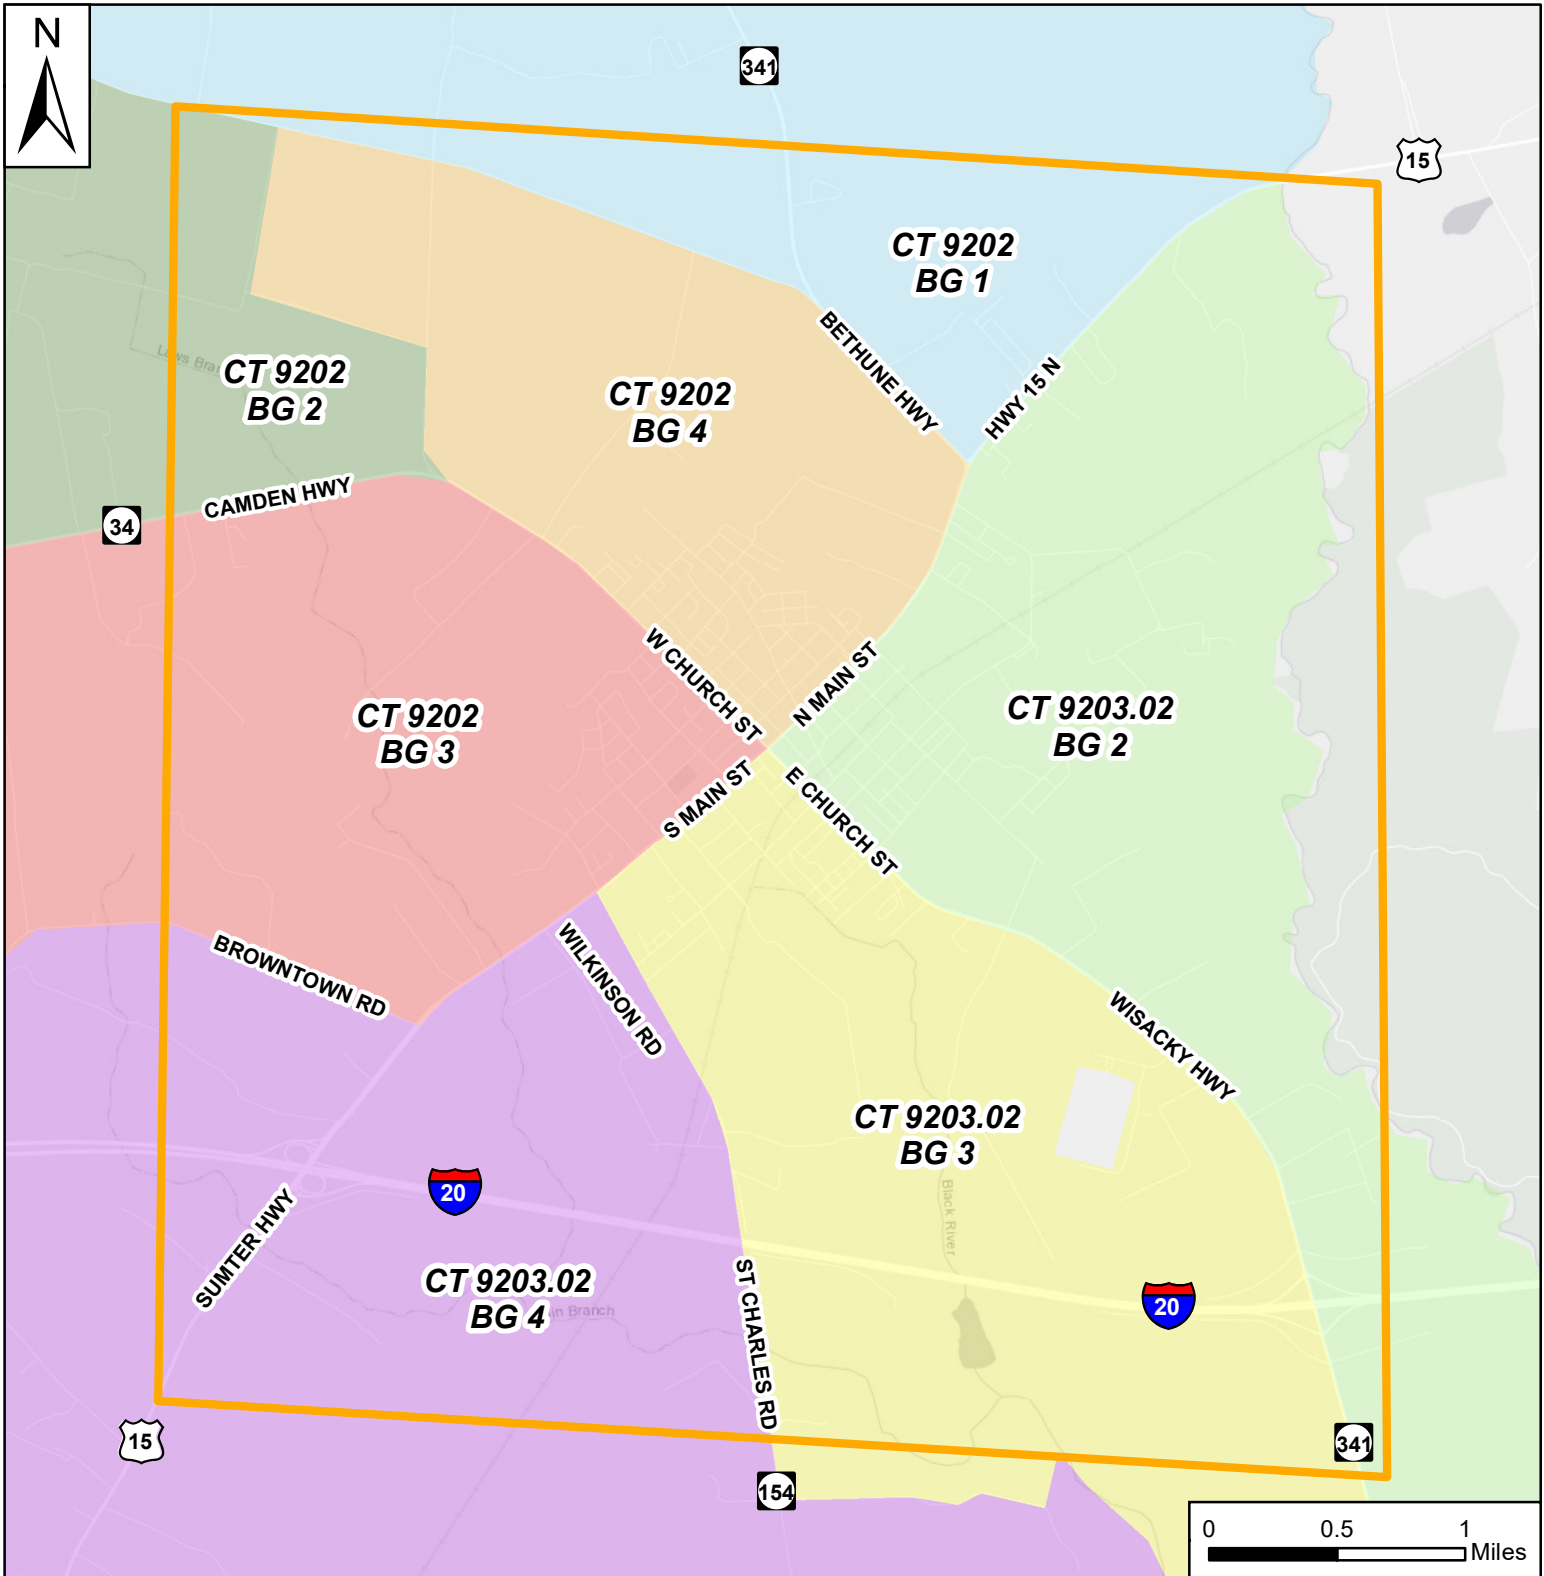 N
341
15
CT 9202
BG 1
BETHUNE HWY
HWY 15 N
CT 9202
BG 2
CT 9202
BG 4
CAMDEN HWY
34
W CHURCH ST
N MAIN ST
CT 9202
BG 3
CT 9203.02
BG 2
S MAIN ST
E CHURCH ST
BROWNTOWN RD
WILKINSON RD
WISACKY HWY
CT 9203.02
BG 3
20
Black River
SUMTER HWY
CT 9203.02
BG 4
Branch
ST CHARLES RD
20
15
341
154
0 0.5 1
Miles